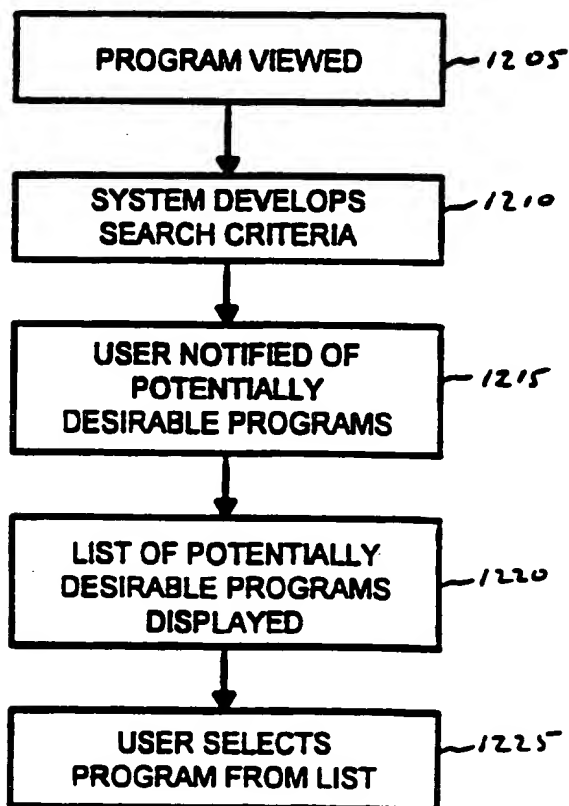 PROGRAM VIEWED
1205
SYSTEM DEVELOPS
SEARCH CRITERIA
1210
USER NOTIFIED OF
POTENTIALLY
DESIRABLE PROGRAMS
1215
LIST OF POTENTIALLY
DESIRABLE PROGRAMS
DISPLAYED
1220
USER SELECTS
PROGRAM FROM LIST
1225